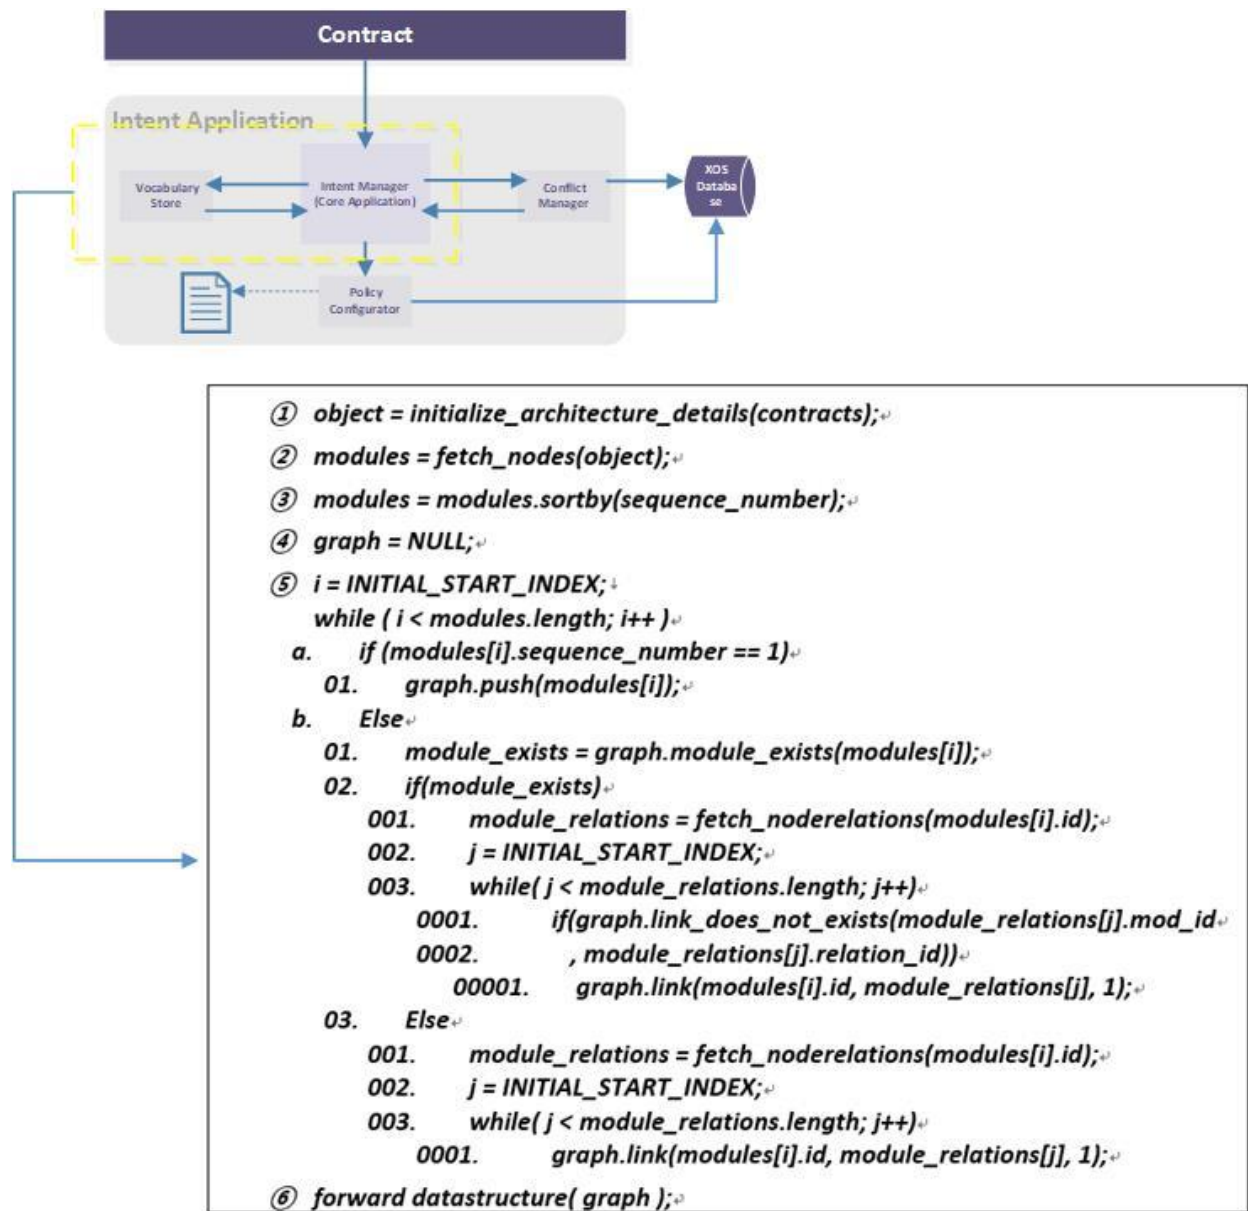 Contract
Intent Application
Vocabulary
Store
Intent Manager
(Core Application)
Conflict
Manager
XOS
Databa
se
Policy
Configurator
① object = initialize_architecture_details(contracts);↵
② modules = fetch_nodes(object);↵
③ modules = modules.sortby(sequence_number);↵
④ graph = NULL;↵
⑤ i = INITIAL_START_INDEX;↓
while ( i < modules.length; i++ )↵
a. if (modules[i].sequence_number == 1)↵
01. graph.push(modules[i]);↵
b. Else↵
01. module_exists = graph.module_exists(modules[i]);↵
02. if(module_exists)↵
001. module_relations = fetch_noderelations(modules[i].id);↵
002. j = INITIAL_START_INDEX;↵
003. while( j < module_relations.length; j++)↵
0001. if(graph.link_does_not_exists(module_relations[j].mod_id↵
0002. , module_relations[j].relation_id))↵
00001. graph.link(modules[i].id, module_relations[j], 1);↵
03. Else↵
001. module_relations = fetch_noderelations(modules[i].id);↵
002. j = INITIAL_START_INDEX;↵
003. while( j < module_relations.length; j++)↵
0001. graph.link(modules[i].id, module_relations[j], 1);↵
⑥ forward datastructure( graph );↵